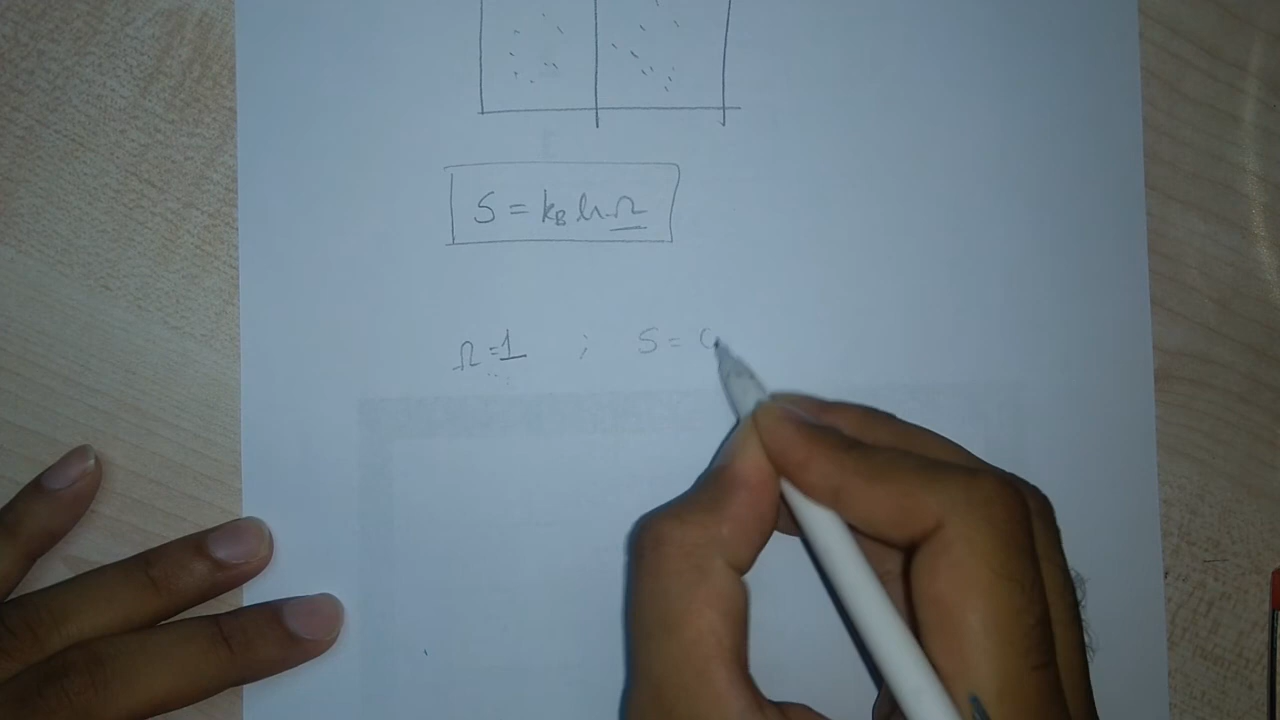 S = k_B ln Ω
Ω = 1 ; S = 0